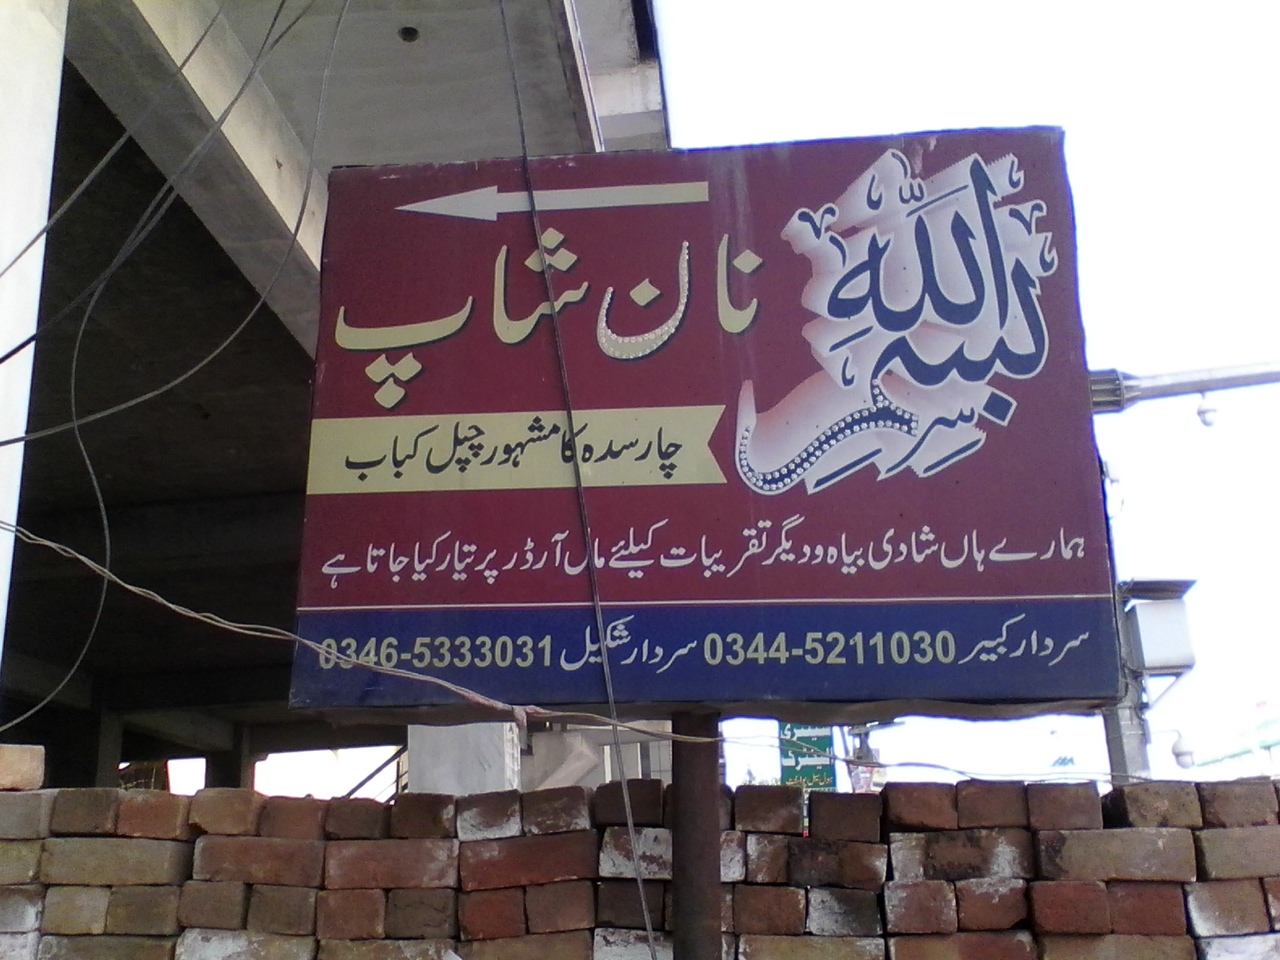 بسم اللہ
نان شاپ
چارسدہ کا مشہور چپل کباب
ہمارے ہاں شادی بیاہ و دیگر تقریبات کیلئے مال آرڈر پر تیار کیا جاتا ہے
سردار کبیر 0344-5211030 سردار شکیل 0346-5333031